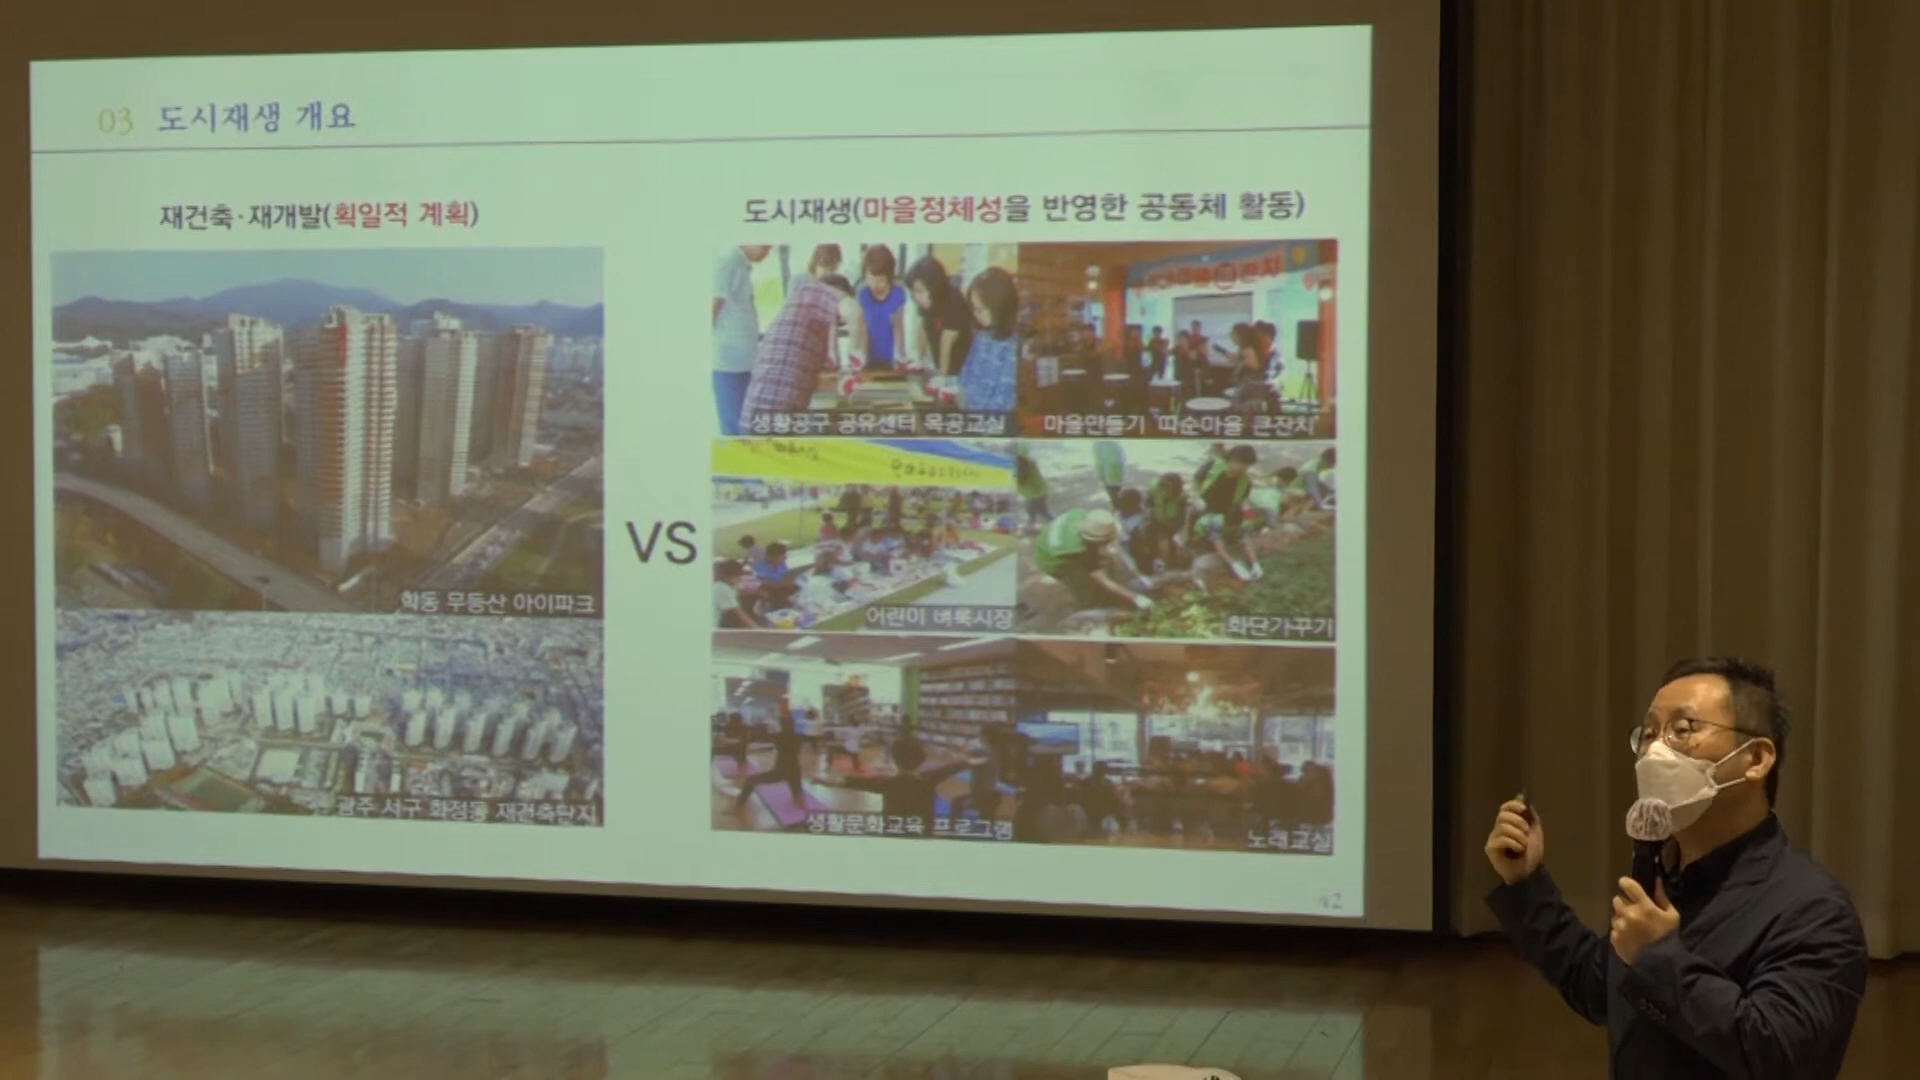 03 도시재생 개요
재건축·재개발(획일적 계획)
학동 무등산 아이파크
광주 서구 화정동 재건축단지
VS
도시재생(마을정체성을 반영한 공동체 활동)
생활공구 공유센터 목공교실
마을만들기 따순마을 큰잔치
어린이 벼룩시장
화단가꾸기
생활문화교육 프로그램
노래교실
42